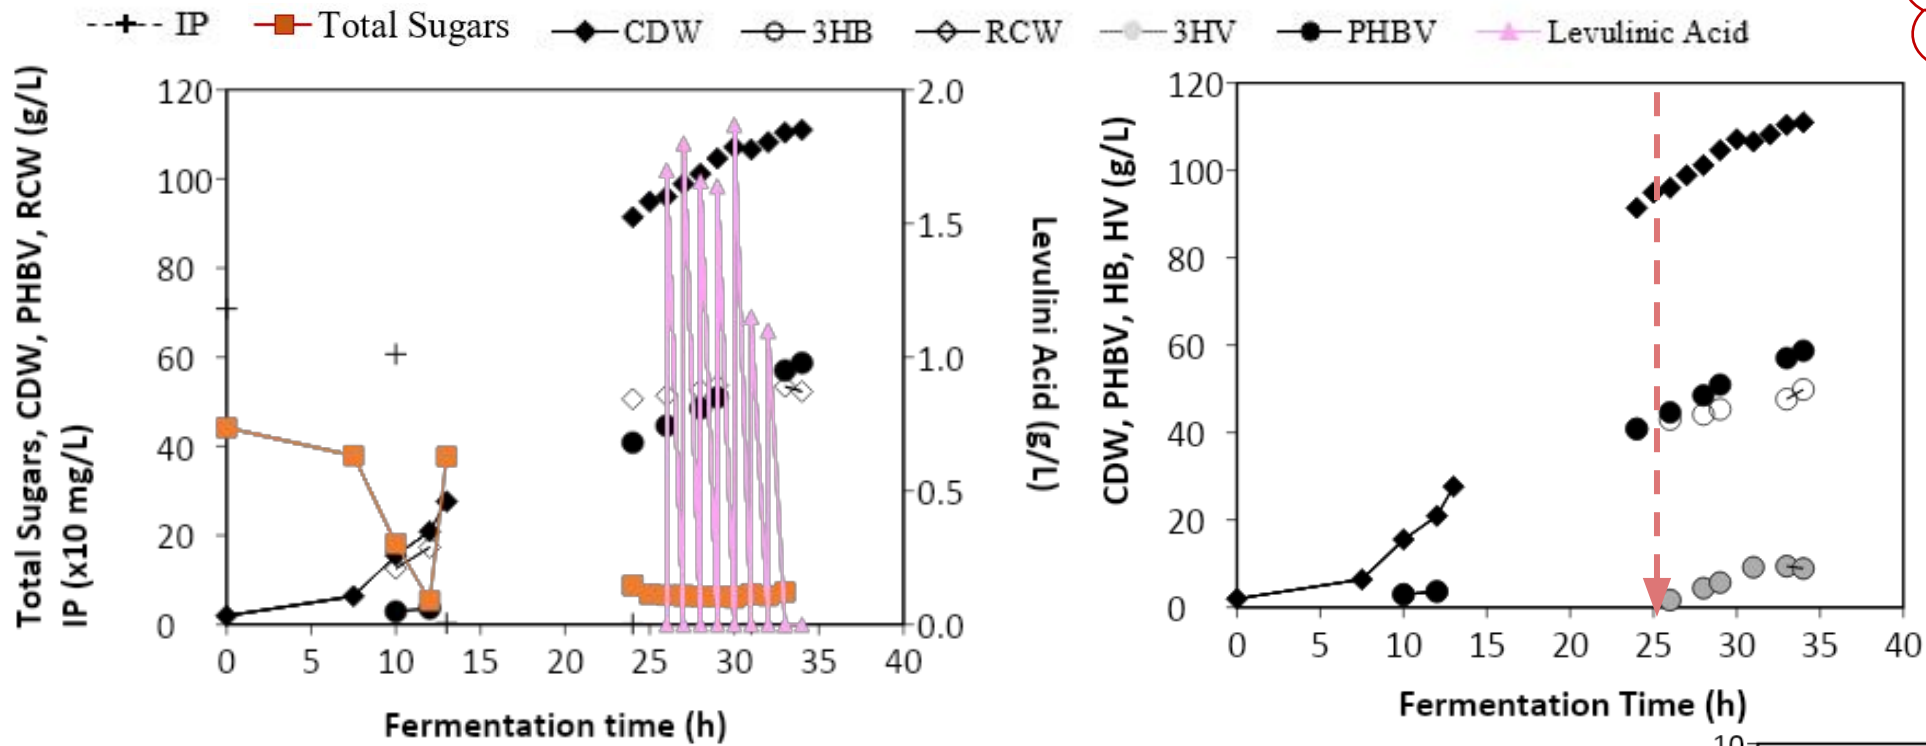 IP Total Sugars CDW 3HB RCW 3HV PHBV Levulinic Acid
Total Sugars, CDW, PHBV, RCW (g/L)
IP (x10 mg/L)
120
100
80
60
40
20
0
0 5 10 15 20 25 30 35 40
Fermentation time (h)
2.0
1.5
1.0
0.5
0.0
Levulini Acid (g/L)
CDW, PHBV, HB, HV (g/L)
120
100
80
60
40
20
0
0 5 10 15 20 25 30 35 40
Fermentation Time (h)
10